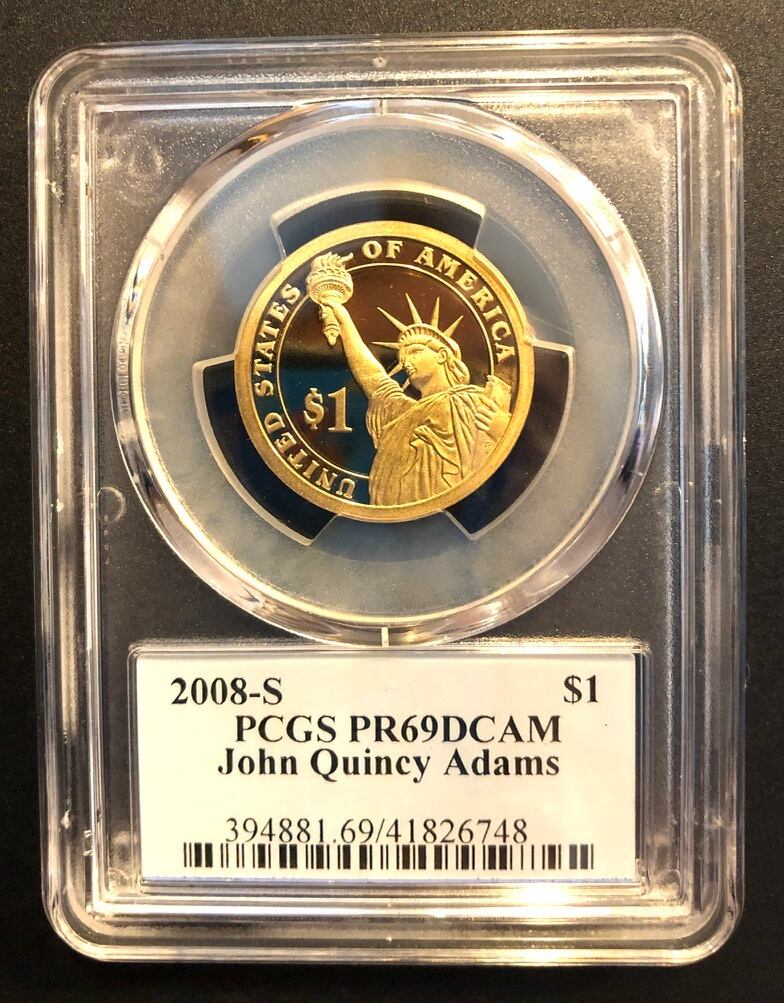 UNITED STATES OF AMERICA
$1
2008-S $1
PCGS PR69DCAM
John Quincy Adams
394881.69/41826748